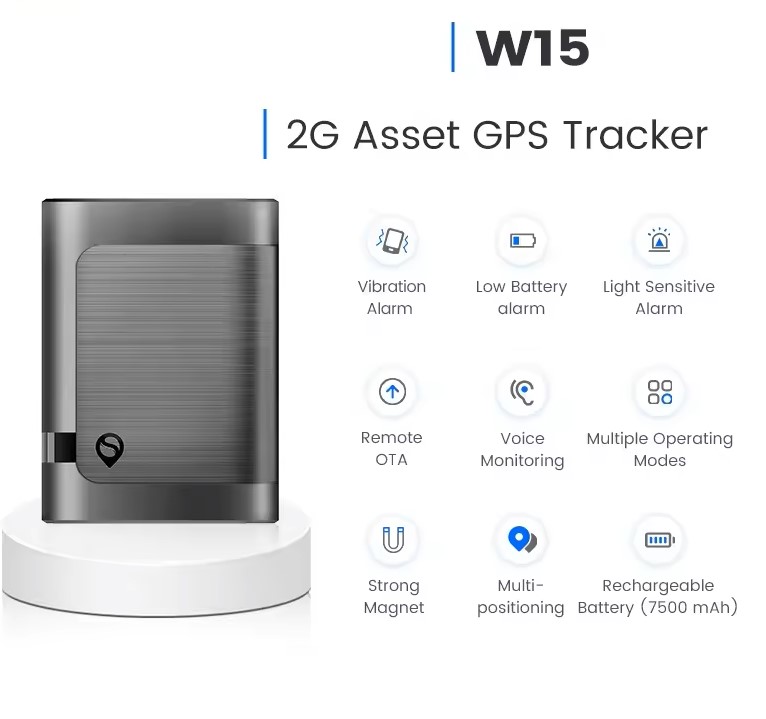 W15
2G Asset GPS Tracker
Vibration
Alarm
Low Battery
alarm
Light Sensitive
Alarm
Remote
OTA
Voice
Monitoring
Multiple Operating
Modes
Strong
Magnet
Multi-
positioning
Rechargeable
Battery (7500 mAh)